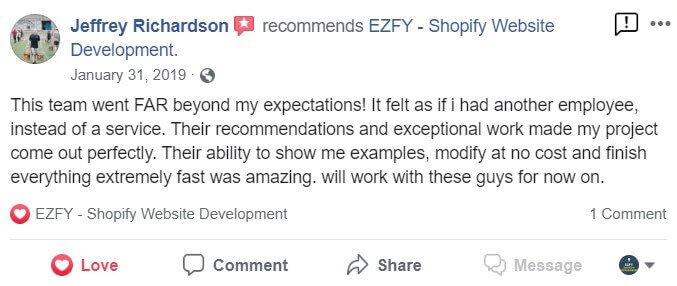 Jeffrey Richardson recommends EZFY - Shopify Website
Development.
January 31, 2019 ·
This team went FAR beyond my expectations! It felt as if i had another employee,
instead of a service. Their recommendations and exceptional work made my project
come out perfectly. Their ability to show me examples, modify at no cost and finish
everything extremely fast was amazing. will work with these guys for now on.
EZFY - Shopify Website Development 1 Comment
Love Comment Share Message